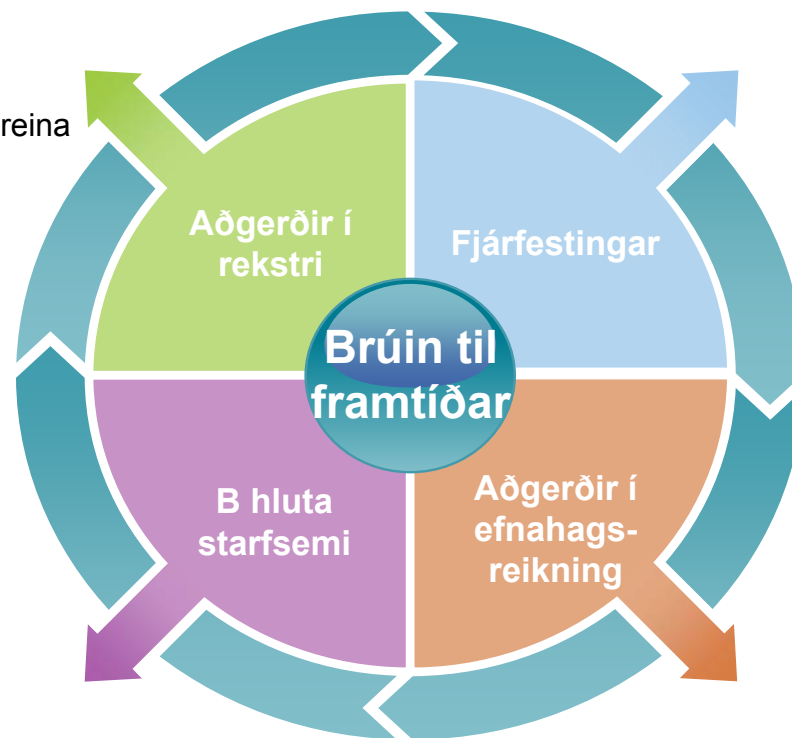 reina
Aðgerðir í
rekstri
Fjárfestingar
Brúin til
framtíðar
B hluta
starfsemi
Aðgerðir í
efnahags-
reikning